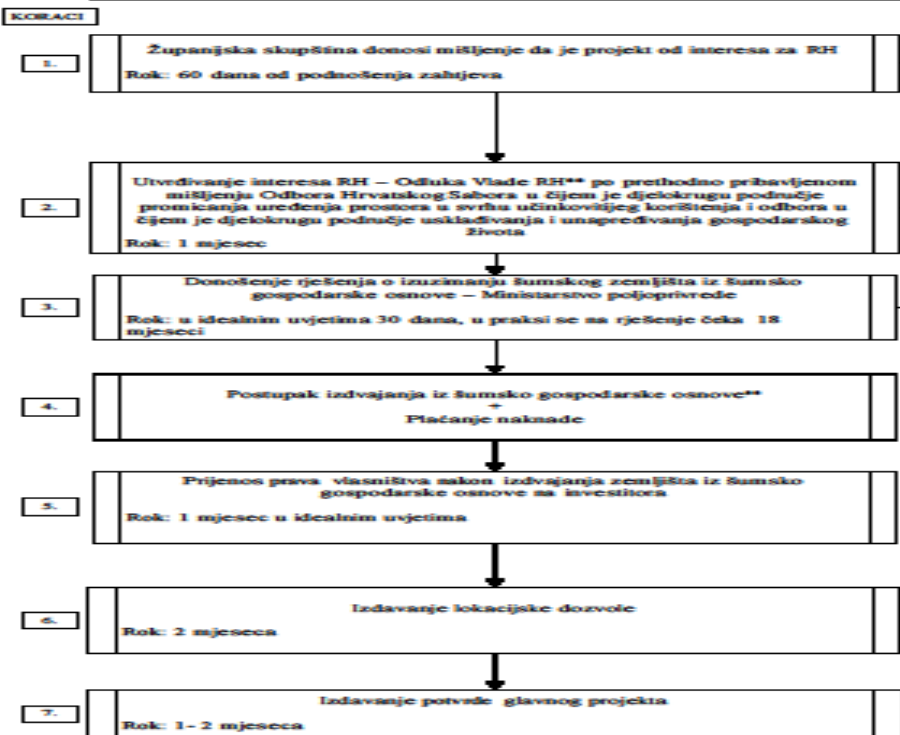 KORACI
1.
Županijska skupština donosi mišljenje da je projekt od interesa za RH
Rok: 60 dana od podnošenja zahtjeva
2.
Utvrđivanje interesa RH – Odluka Vlade RH** po prethodno pribavljenom
mišljenju Odbora Hrvatskog Sabora u čijem je djelokrugu područje
promicanja uređenja prostora u svrhu učinkovitijeg korištenja i odbora u
čijem je djelokrugu područje usklađivanja i unapređivanja gospodarskog
života
Rok: 1 mjesec
3.
Donošenje rješenja o izuzimanju šumskog zemljišta iz šumsko
gospodarske osnove – Ministarstvo poljoprivrede
Rok: u idealnim uvjetima 30 dana, u praksi se na rješenje čeka 18
mjeseci
4.
Postupak izdvajanja iz šumsko gospodarske osnove**
+
Plaćanje naknade
5.
Prijenos prava vlasništva nakon izdvajanja zemljišta iz šumsko
gospodarske osnove na investitora
Rok: 1 mjesec u idealnim uvjetima
6.
Izdavanje lokacijske dozvole
Rok: 2 mjeseca
7.
Izdavanje potvrde glavnog projekta
Rok: 1- 2 mjeseca